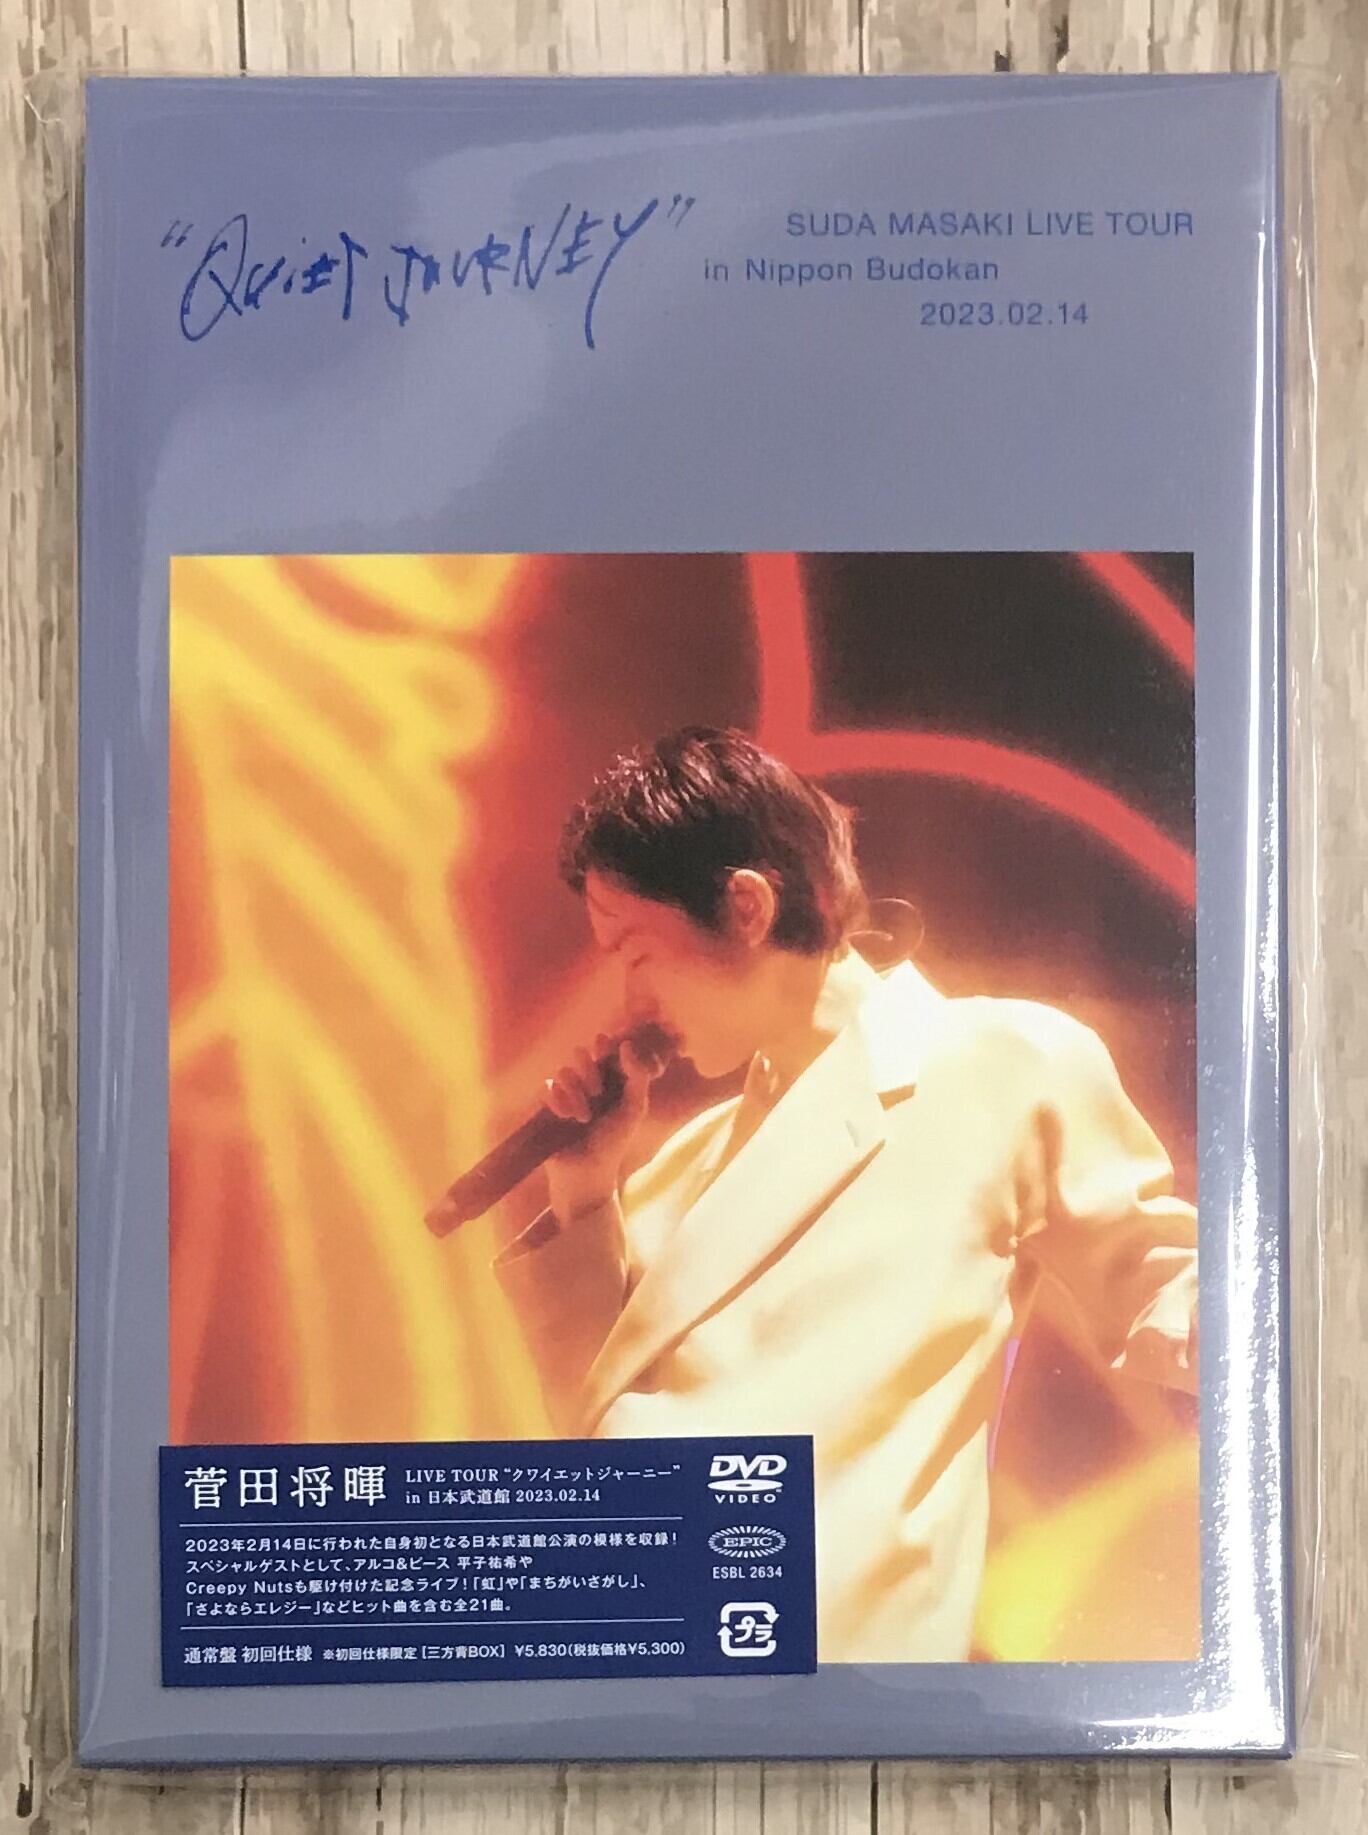 "QUIET JOURNEY"
SUDA MASAKI LIVE TOUR
in Nippon Budokan
2023.02.14
菅田将暉
LIVE TOUR "クワイエットジャーニー"
in 日本武道館 2023.02.14
2023年2月14日に行われた自身初となる日本武道館公演の模様を収録！
スペシャルゲストとして、アルコ&ピース 平子祐希や
Creepy Nutsも駆け付けた記念ライブ！「虹」や「まちがいさがし」、
「さよならエレジー」などヒット曲を含む全21曲。
通常盤 初回仕様 ※初回仕様限定［三方背BOX］ ¥5,830(税抜価格¥5,300)
DVD
VIDEO
EPIC
ESBL 2634
プラ